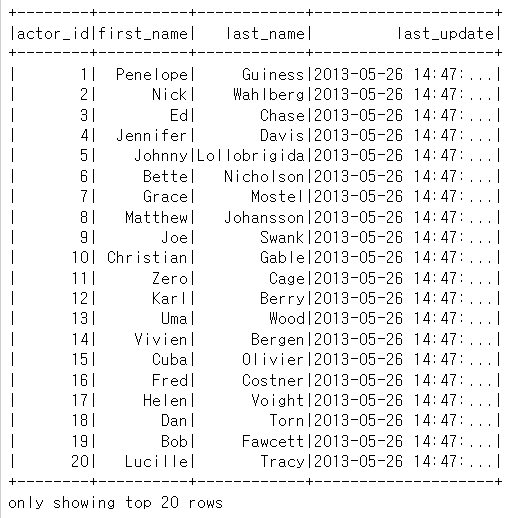 +--------+----------+------------+--------------------+
|actor_id|first_name|   last_name|         last_update|
+--------+----------+------------+--------------------+
|       1|  Penelope|     Guiness|2013-05-26 14:47:...|
|       2|      Nick|    Wahlberg|2013-05-26 14:47:...|
|       3|        Ed|       Chase|2013-05-26 14:47:...|
|       4|  Jennifer|       Davis|2013-05-26 14:47:...|
|       5|    Johnny|Lollobrigida|2013-05-26 14:47:...|
|       6|     Bette|   Nicholson|2013-05-26 14:47:...|
|       7|     Grace|      Mostel|2013-05-26 14:47:...|
|       8|   Matthew|   Johansson|2013-05-26 14:47:...|
|       9|       Joe|       Swank|2013-05-26 14:47:...|
|      10| Christian|       Gable|2013-05-26 14:47:...|
|      11|      Zero|        Cage|2013-05-26 14:47:...|
|      12|      Karl|       Berry|2013-05-26 14:47:...|
|      13|       Uma|        Wood|2013-05-26 14:47:...|
|      14|    Vivien|      Bergen|2013-05-26 14:47:...|
|      15|      Cuba|     Olivier|2013-05-26 14:47:...|
|      16|      Fred|     Costner|2013-05-26 14:47:...|
|      17|     Helen|      Voight|2013-05-26 14:47:...|
|      18|       Dan|        Torn|2013-05-26 14:47:...|
|      19|       Bob|     Fawcett|2013-05-26 14:47:...|
|      20|   Lucille|       Tracy|2013-05-26 14:47:...|
+--------+----------+------------+--------------------+
only showing top 20 rows